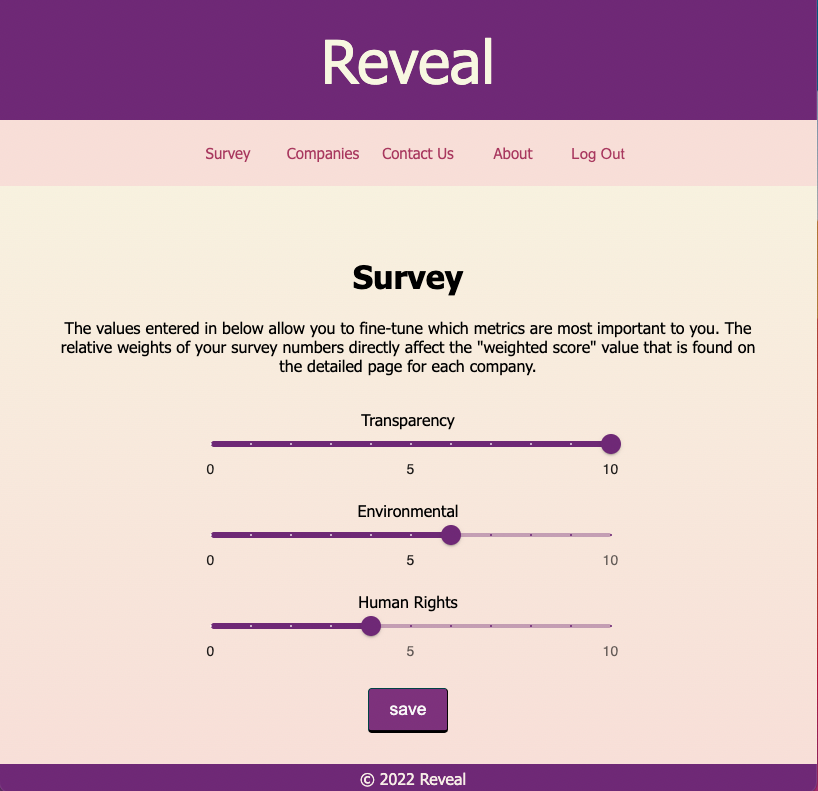 Reveal
Survey Companies Contact Us About Log Out
Survey
The values entered in below allow you to fine-tune which metrics are most important to you. The
relative weights of your survey numbers directly affect the "weighted score" value that is found on
the detailed page for each company.
Transparency
0 5 10
Environmental
0 5 10
Human Rights
0 5 10
save
© 2022 Reveal